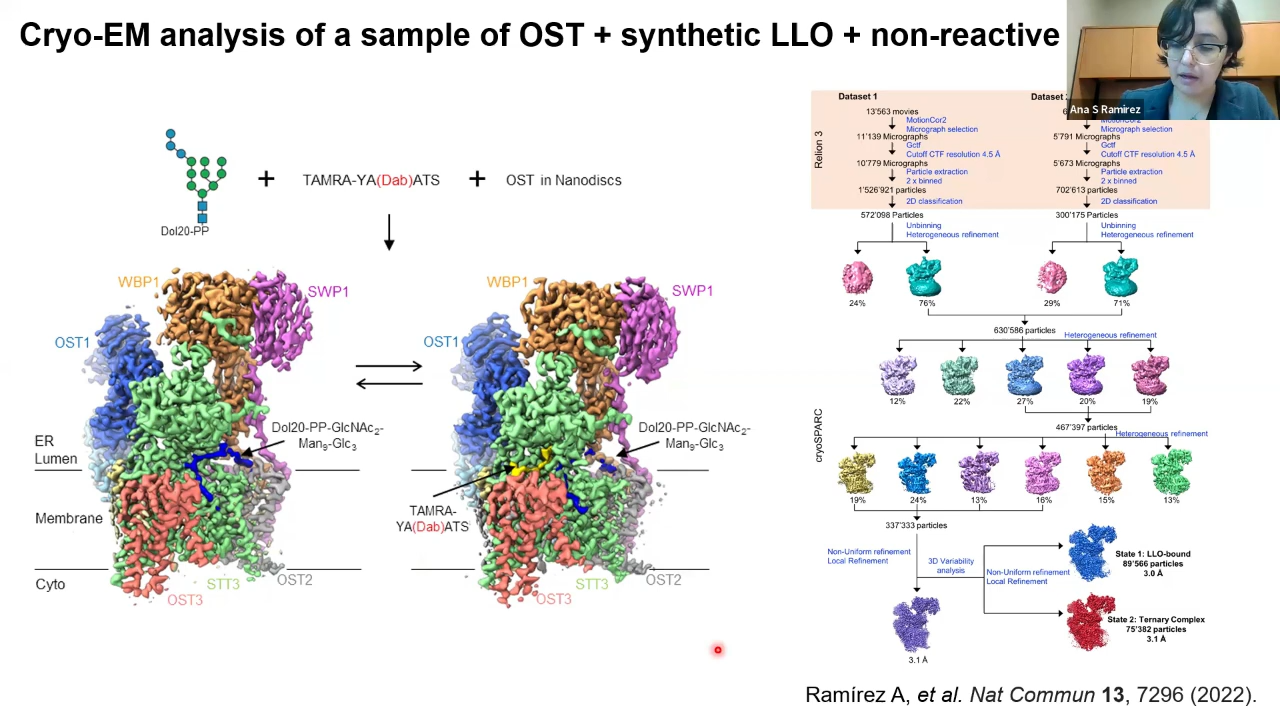 Cryo-EM analysis of a sample of OST + synthetic LLO + non-reactive
Ana S Ramirez
Dol20-PP
+
TAMRA-YA(Dab)ATS
+
OST in Nanodiscs
WBP1
SWP1
OST1
Dol20-PP-GlcNAc2-
Man9-Glc3
ER
Lumen
Membrane
Cyto
STT3
OST2
OST3
WBP1
SWP1
OST1
Dol20-PP-GlcNAc2-
Man9-Glc3
TAMRA-
YA(Dab)ATS
STT3
OST2
OST3
Relion 3
Dataset 1
13'563 movies
MotionCor2
Micrograph selection
11'139 Micrographs
Gctf
Cutoff CTF resolution 4.5 Å
10'779 Micrographs
Particle extraction
2 x binned
1'526'921 particles
2D classification
572'098 Particles
Unbinning
Heterogeneous refinement
24%
76%
Dataset
MotionCor2
Micrograph selection
5'791 Micrographs
Gctf
Cutoff CTF resolution 4.5 Å
5'673 Micrographs
Particle extraction
2 x binned
702'613 particles
2D classification
300'175 Particles
Unbinning
Heterogeneous refinement
29%
71%
cryoSPARC
630'586 particles
Heterogeneous refinement
12%
22%
27%
20%
19%
467'397 particles
Heterogeneous refinement
19%
24%
13%
16%
15%
13%
337'333 particles
Non-Uniform refinement
Local Refinement
3D Variability
analysis
Non-Uniform refinement
Local Refinement
3.1 Å
State 1: LLO-bound
89'566 particles
3.0 Å
State 2: Ternary Complex
75'382 particles
3.1 Å
Ramírez A, et al. Nat Commun 13, 7296 (2022).